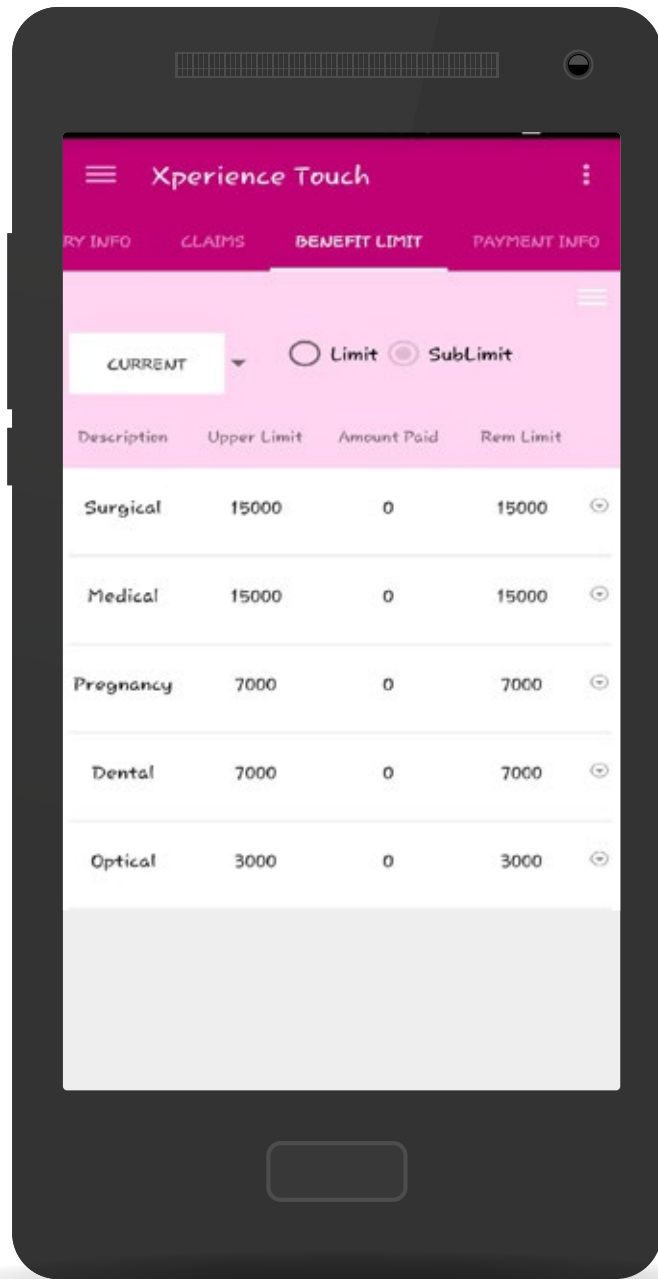 Xperience Touch
RY INFO CLAIMS BENEFIT LIMIT PAYMENT INFO
CURRENT Limit SubLimit
Description Upper Limit Amount Paid Rem Limit
Surgical 15000 0 15000
Medical 15000 0 15000
Pregnancy 7000 0 7000
Dental 7000 0 7000
Optical 3000 0 3000